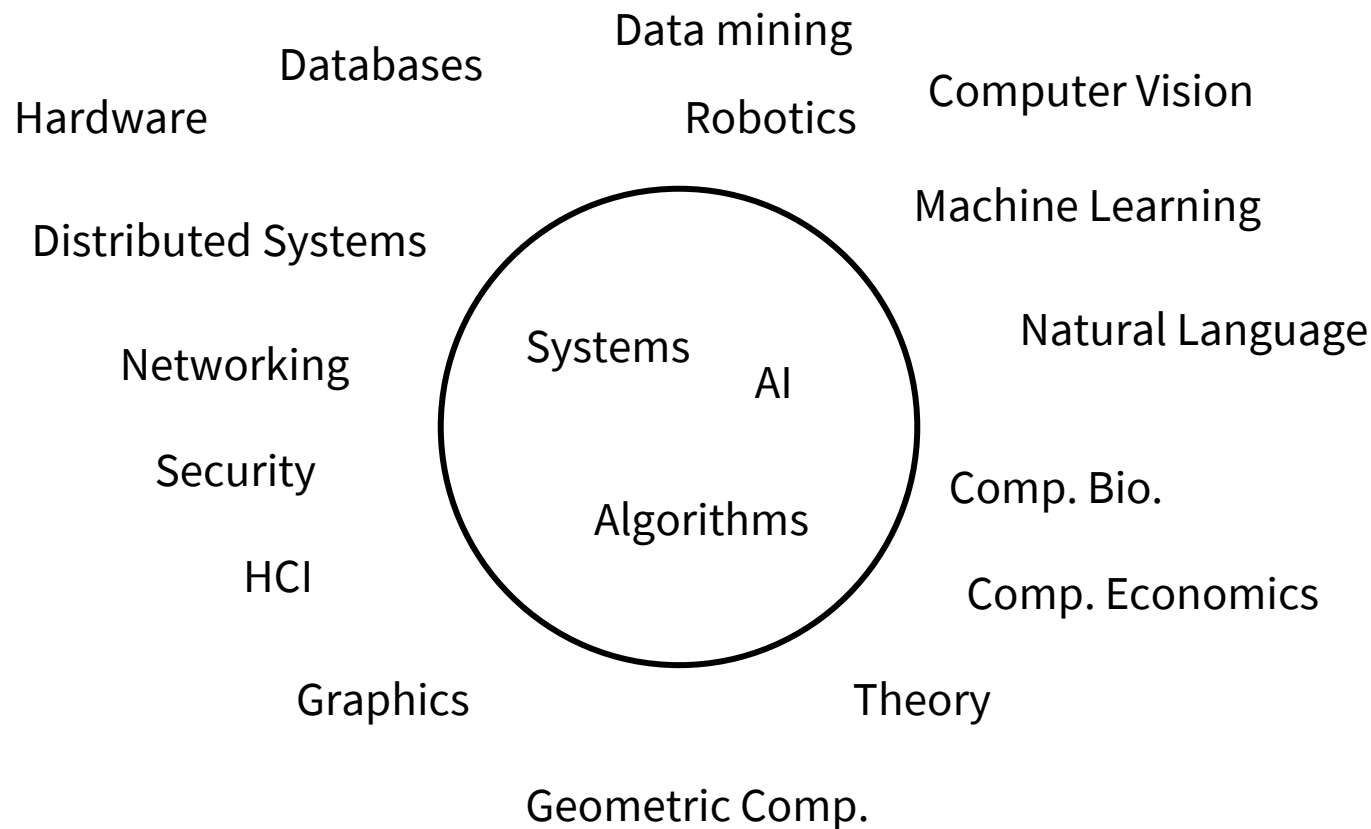 Data mining
Databases
Computer Vision
Hardware
Robotics
Machine Learning
Distributed Systems
Natural Language
Systems
Networking
AI
Security
Comp. Bio.
Algorithms
HCI
Comp. Economics
Graphics
Theory
Geometric Comp.